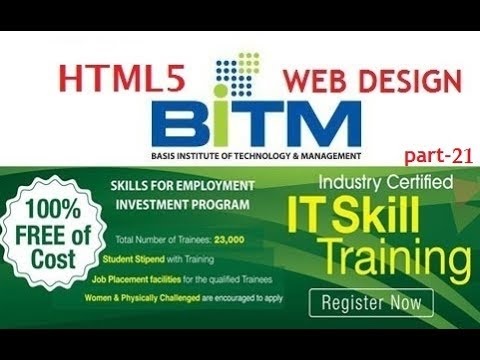 HTML5 WEB DESIGN
BiTM
BASIS INSTITUTE OF TECHNOLOGY & MANAGEMENT
part-21
100%
FREE of
Cost
SKILLS FOR EMPLOYMENT
INVESTMENT PROGRAM
Total Number of Trainees: 23,000
Student Stipend with Training
Job Placement facilities for the qualified Trainees
Women & Physically Challenged are encouraged to apply
Industry Certified
IT Skill
Training
Register Now